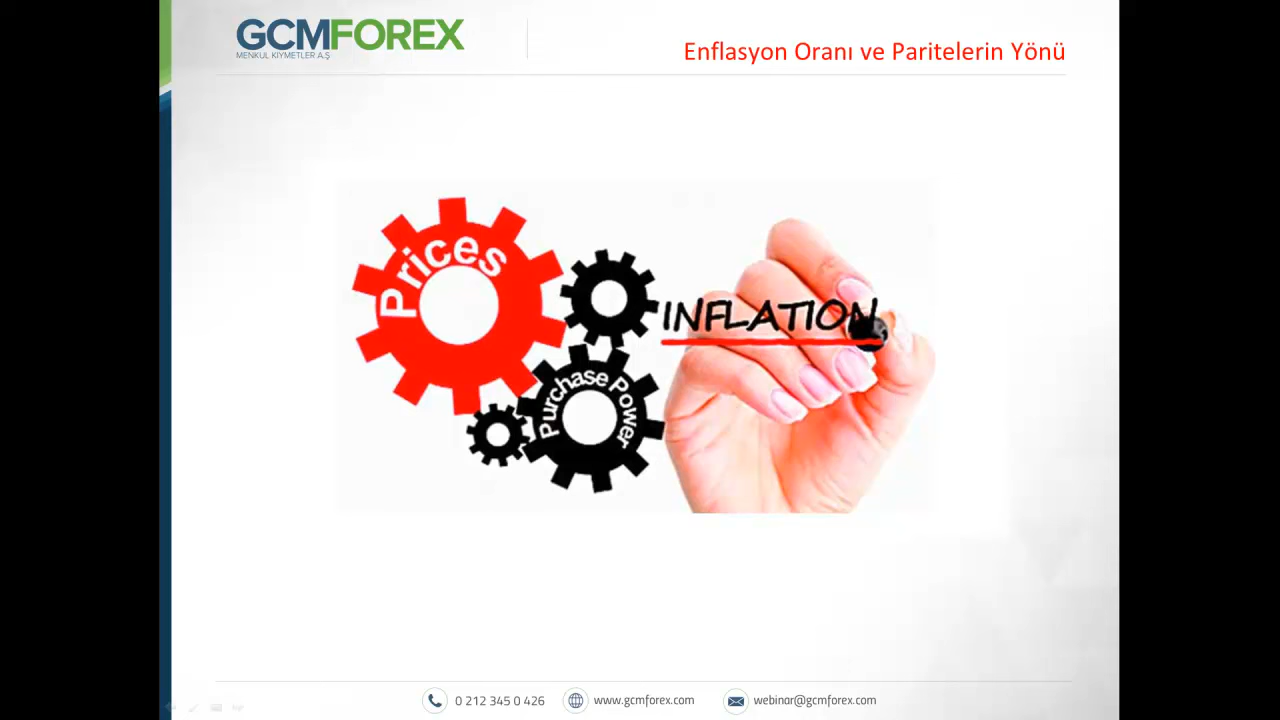 GCMFOREX
MENKUL KIYMETLER A.Ş
Enflasyon Oranı ve Paritelerin Yönü
Prices
Purchase Power
INFLATION
0 212 345 0 426
www.gcmforex.com
webinar@gcmforex.com